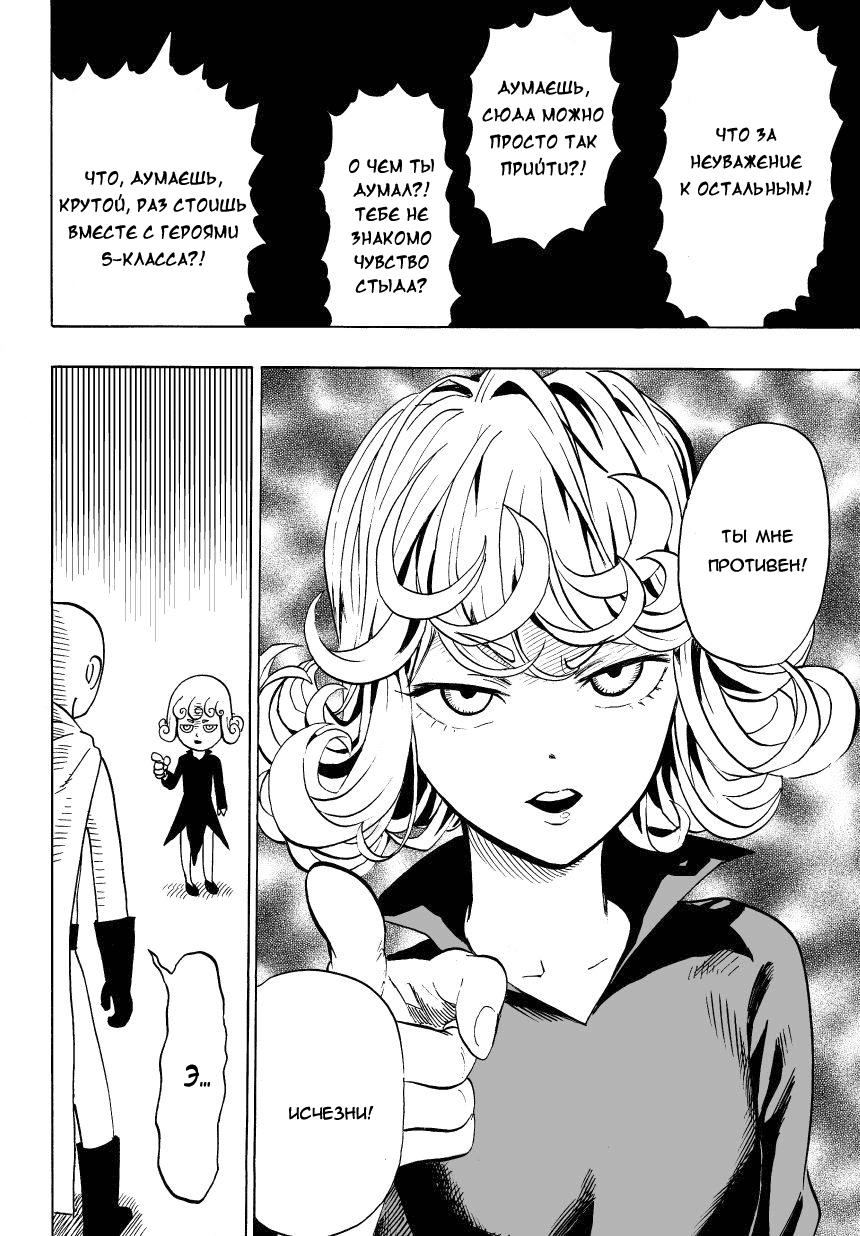 ЧТО ЗА
НЕУВАЖЕНИЕ
К ОСТАЛЬНЫМ!
ДУМАЕШЬ,
СЮДА МОЖНО
ПРОСТО ТАК
ПРИЙТИ?!
О ЧЕМ ТЫ
ДУМАЛ?!
ТЕБЕ НЕ
ЗНАКОМО
ЧУВСТВО
СТЫДА?
ЧТО, ДУМАЕШЬ,
КРУТОЙ, РАЗ СТОИШЬ
ВМЕСТЕ С ГЕРОЯМИ
S-КЛАССА?!
ТЫ МНЕ
ПРОТИВЕН!
ИСЧЕЗНИ!
Э...